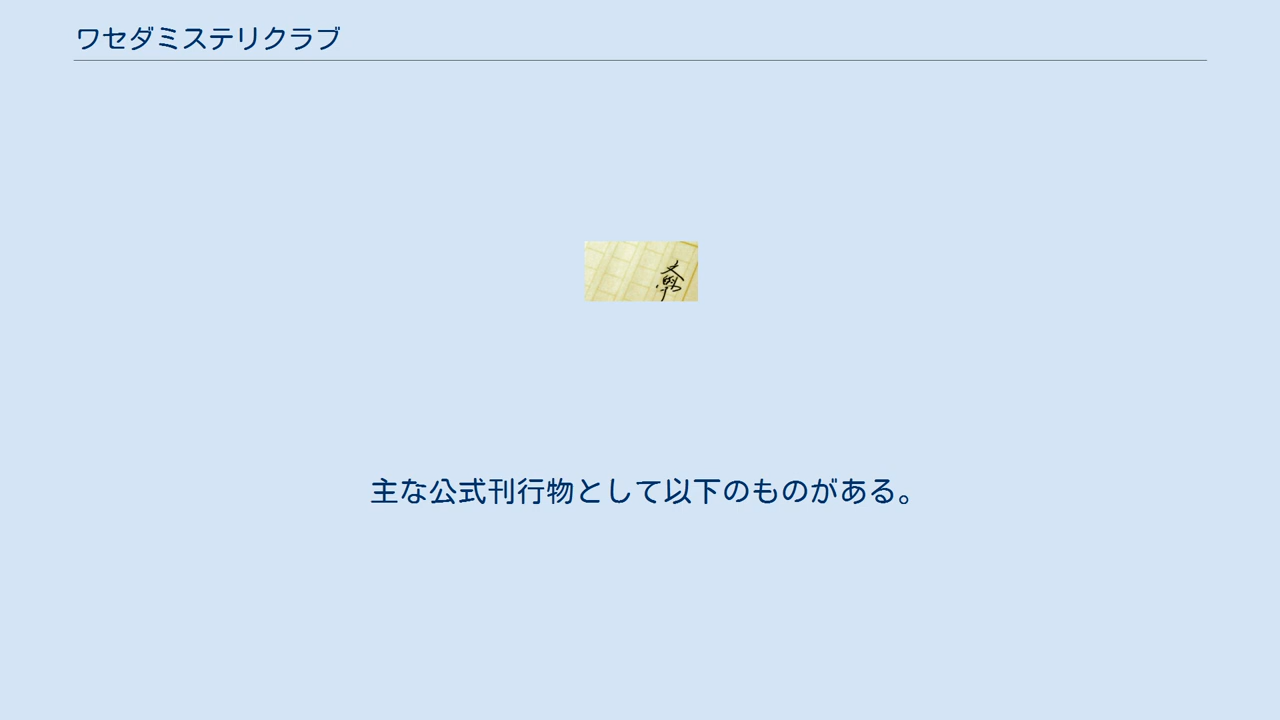 ワセダミステリクラブ
主な公式刊行物として以下のものがある。